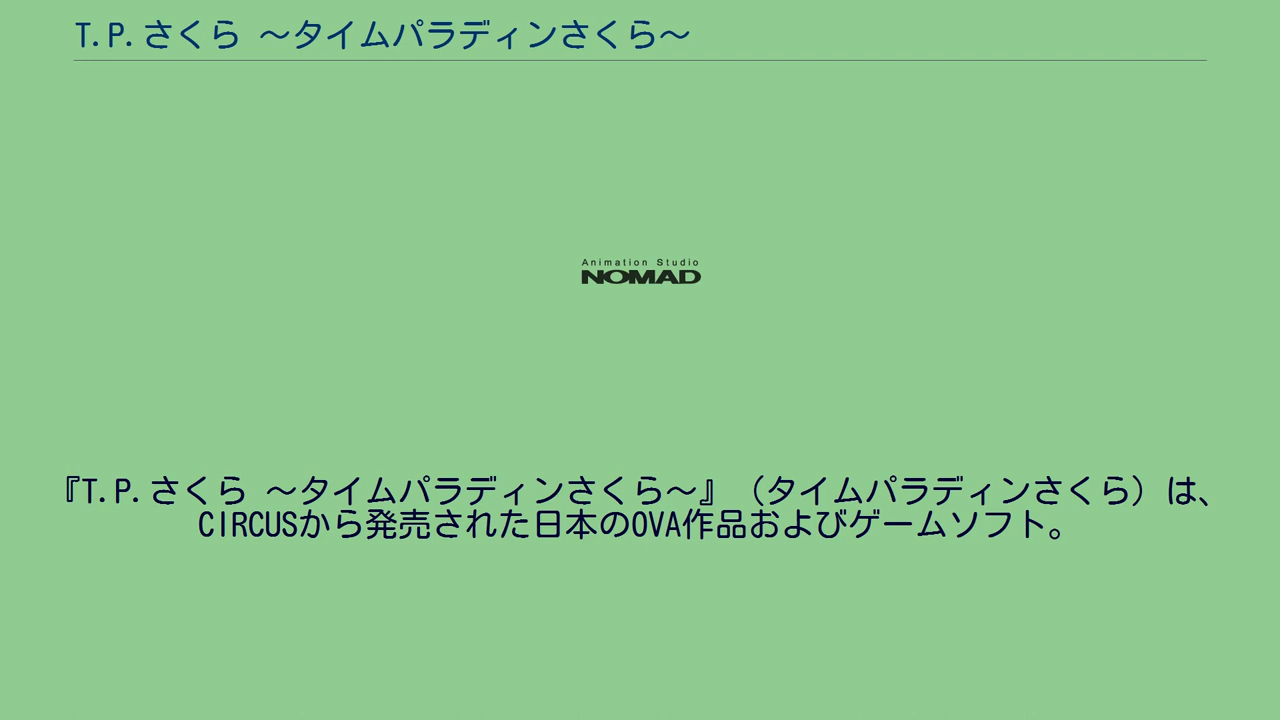 T.P.さくら ～タイムパラディンさくら～
Animation Studio
NOMAD
『T.P.さくら ～タイムパラディンさくら～』（タイムパラディンさくら）は、
CIRCUSから発売された日本のOVA作品およびゲームソフト。